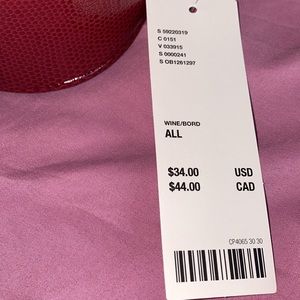 S 59220319
C 0151
V 033915
S 0000241
S OB1261297
WINE/BORD
ALL
$34.00 USD
$44.00 CAD
CP4065.30.30